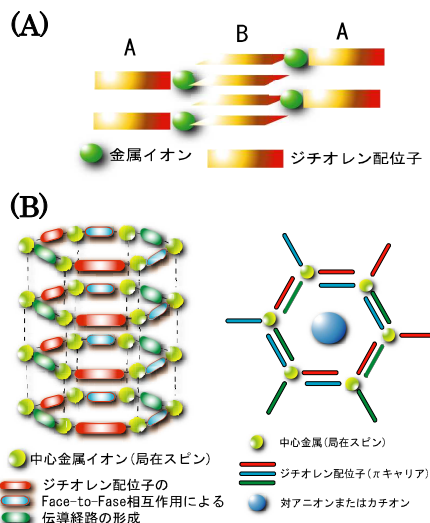 (A)
A
B
A
金属イオン
ジチオレン配位子
(B)
中心金属イオン(局在スピン)
ジチオレン配位子の
Face-to-Fase相互作用による
伝導経路の形成
中心金属(局在スピン)
ジチオレン配位子(πキャリア)
対アニオンまたはカチオン